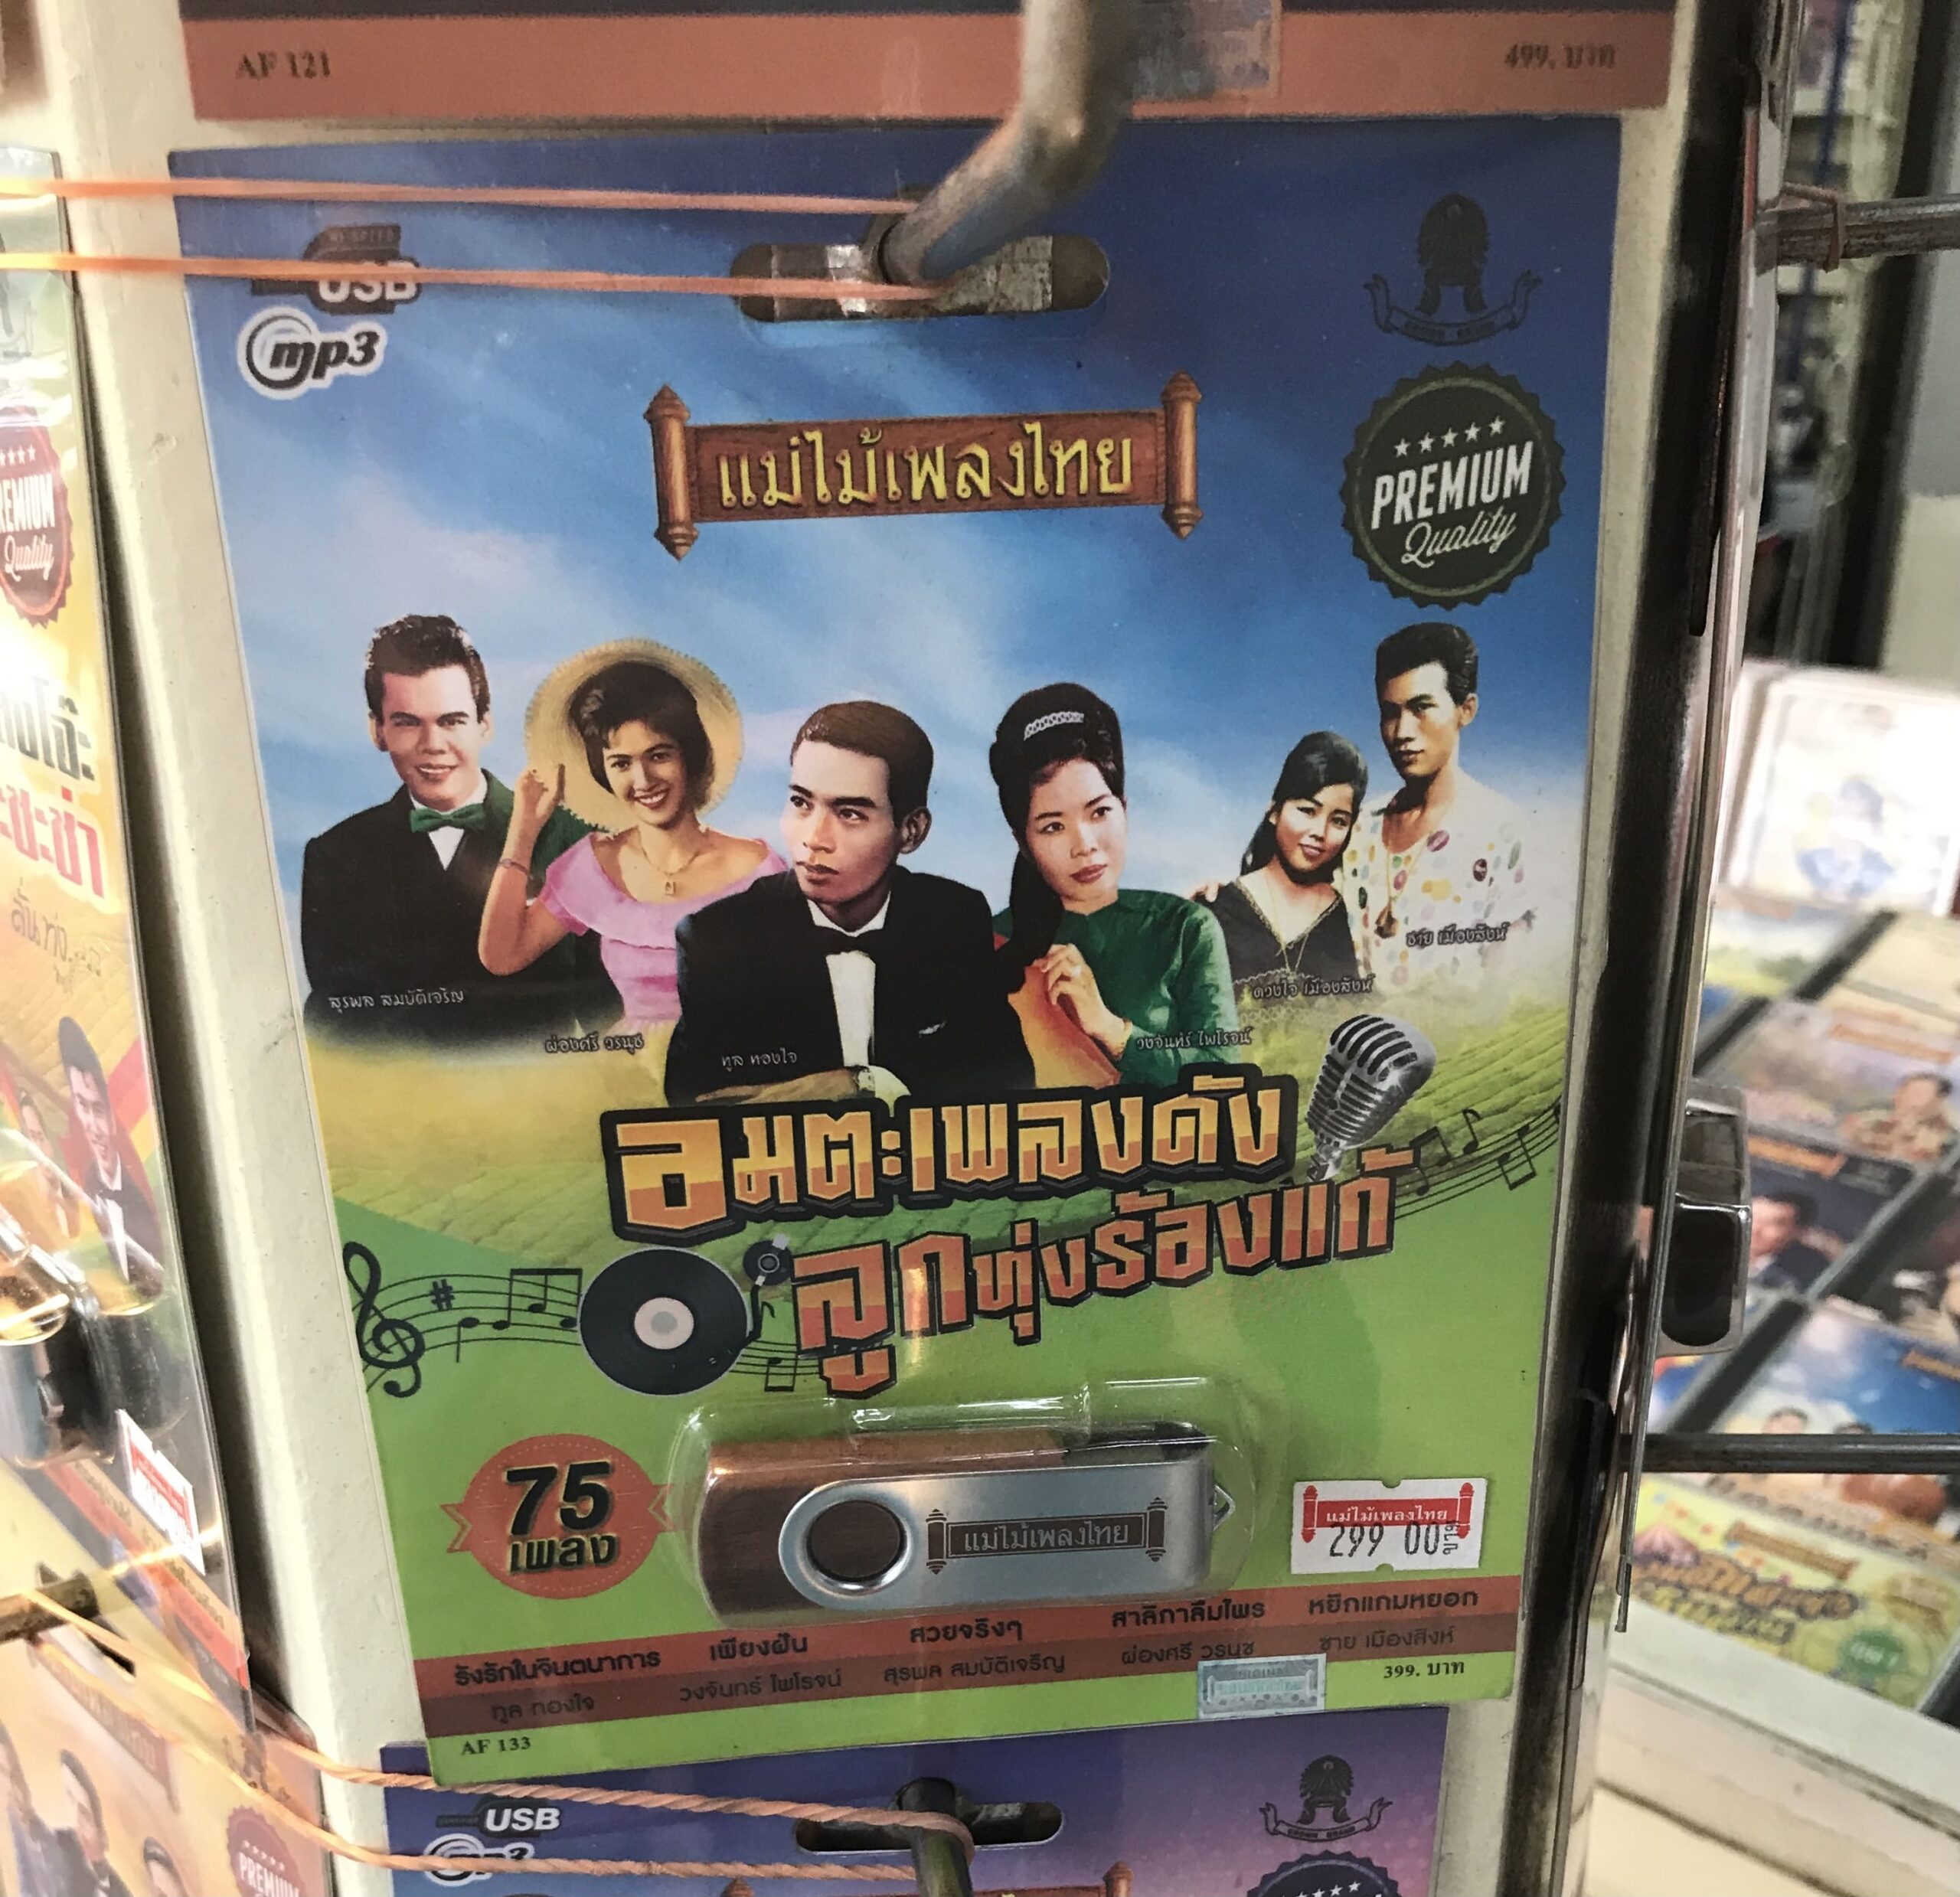 AF 121
499. บาท
HI-SPEED
USB
mp3
แม่ไม้เพลงไทย
CROWN BRAND
PREMIUM
Quality
สุรพล สมบัติเจริญ
ผ่องศรี วรนุช
ทูล ทองใจ
วงจันทร์ ไพโรจน์
ดวงใจ เมืองสิงห์
ชาย เมืองสิงห์
อมตะเพลงดัง
ลูกทุ่งร้องแก้
75
เพลง
แม่ไม้เพลงไทย
แม่ไม้เพลงไทย
299 00 บาท
รังรักในจินตนาการ
ทูล ทองใจ
เพียงฝัน
วงจันทร์ ไพโรจน์
สวยจริงๆ
สุรพล สมบัติเจริญ
สาลิกาลืมไพร
ผ่องศรี วรนุช
หยิกแกมหยอก
ชาย เมืองสิงห์
399. บาท
AF 133
USB
mp3
CROWN BRAND
PREMIUM
Quality
PREMIUM